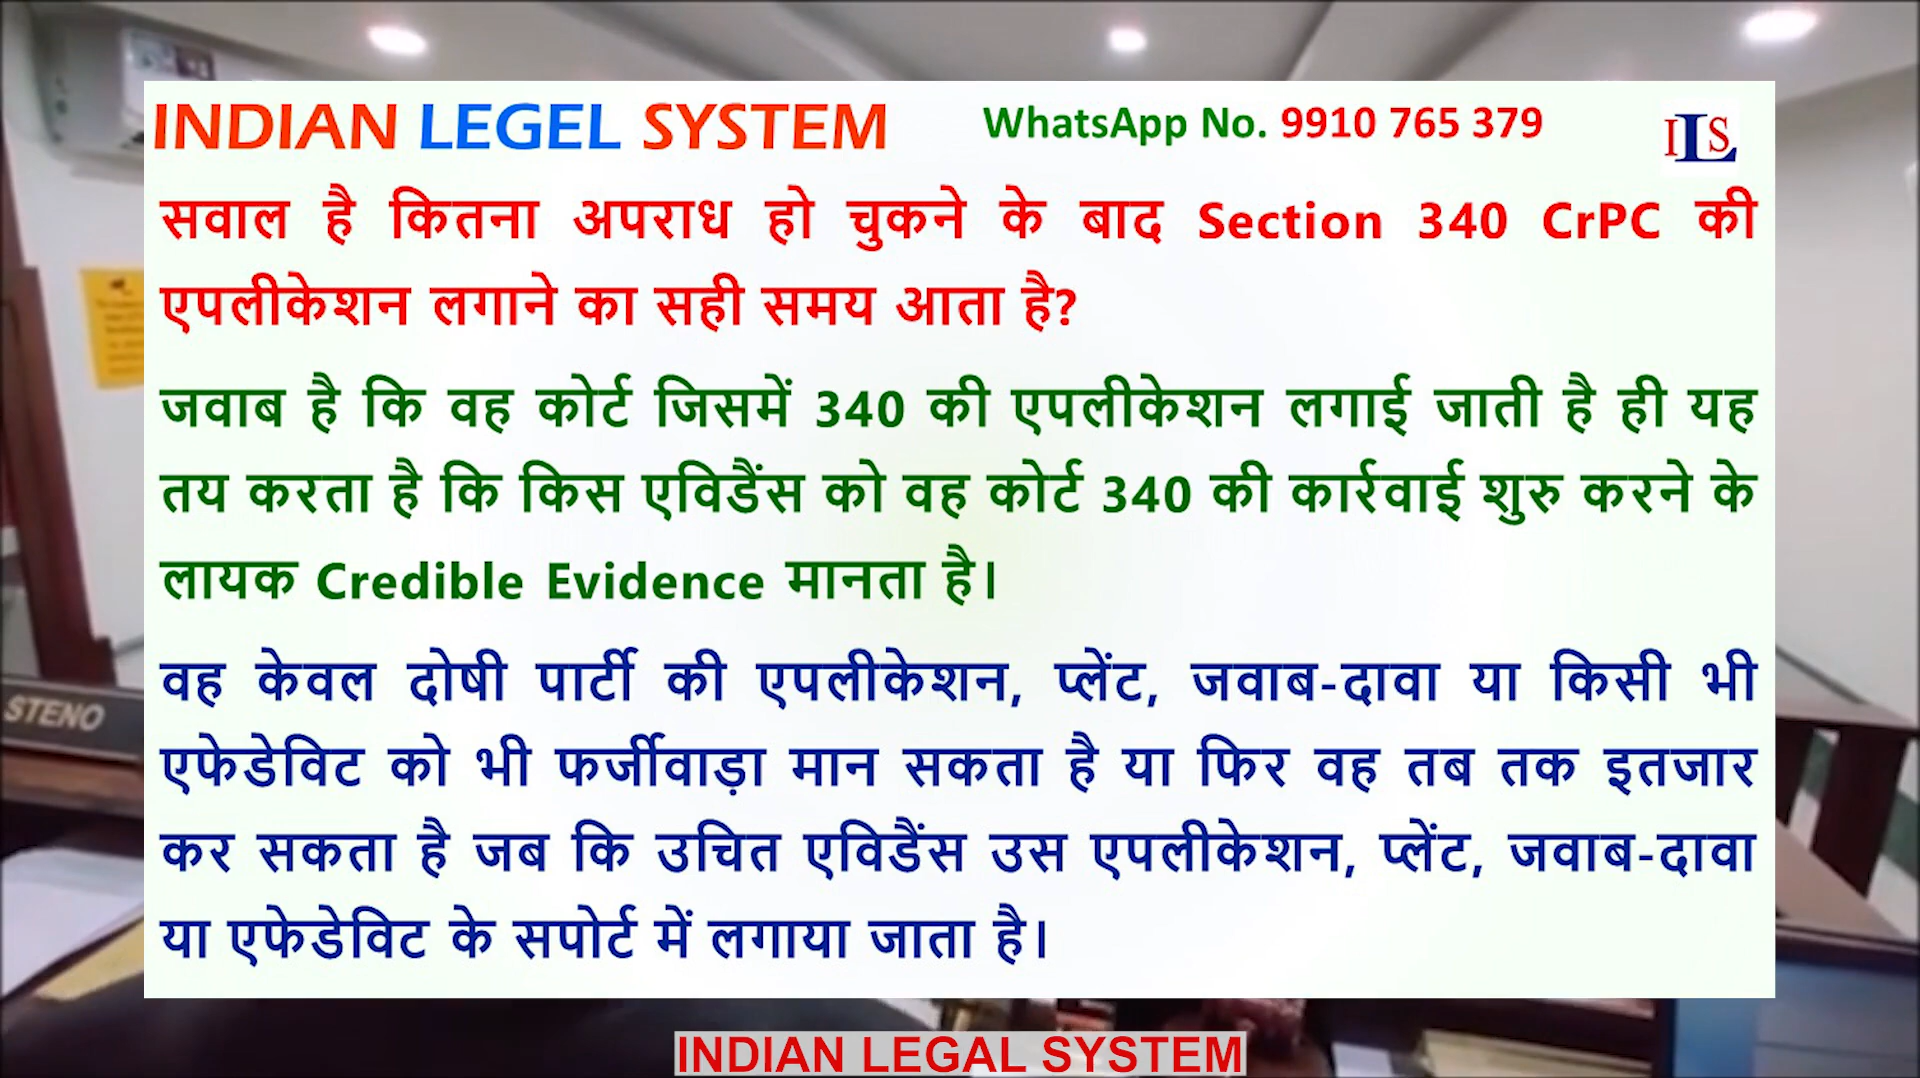 INDIAN LEGEL SYSTEM WhatsApp No. 9910 765 379 ILS
सवाल है कितना अपराध हो चुकने के बाद Section 340 CrPC की
एपलीकेशन लगाने का सही समय आता है?
जवाब है कि वह कोर्ट जिसमें 340 की एपलीकेशन लगाई जाती है ही यह
तय करता है कि किस एविडैंस को वह कोर्ट 340 की कार्रवाई शुरु करने के
लायक Credible Evidence मानता है।
वह केवल दोषी पार्टी की एपलीकेशन, प्लेंट, जवाब-दावा या किसी भी
एफेडेविट को भी फर्जीवाड़ा मान सकता है या फिर वह तब तक इतजार
कर सकता है जब कि उचित एविडैंस उस एपलीकेशन, प्लेंट, जवाब-दावा
या एफेडेविट के सपोर्ट में लगाया जाता है।
STENO
INDIAN LEGAL SYSTEM